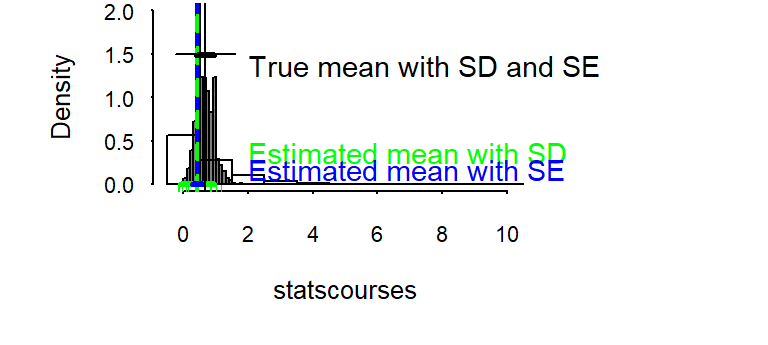 2.0
1.5
1.0
0.5
0.0
Density
True mean with SD and SE
Estimated mean with SD
Estimated mean with SE
0 2 4 6 8 10
statscourses